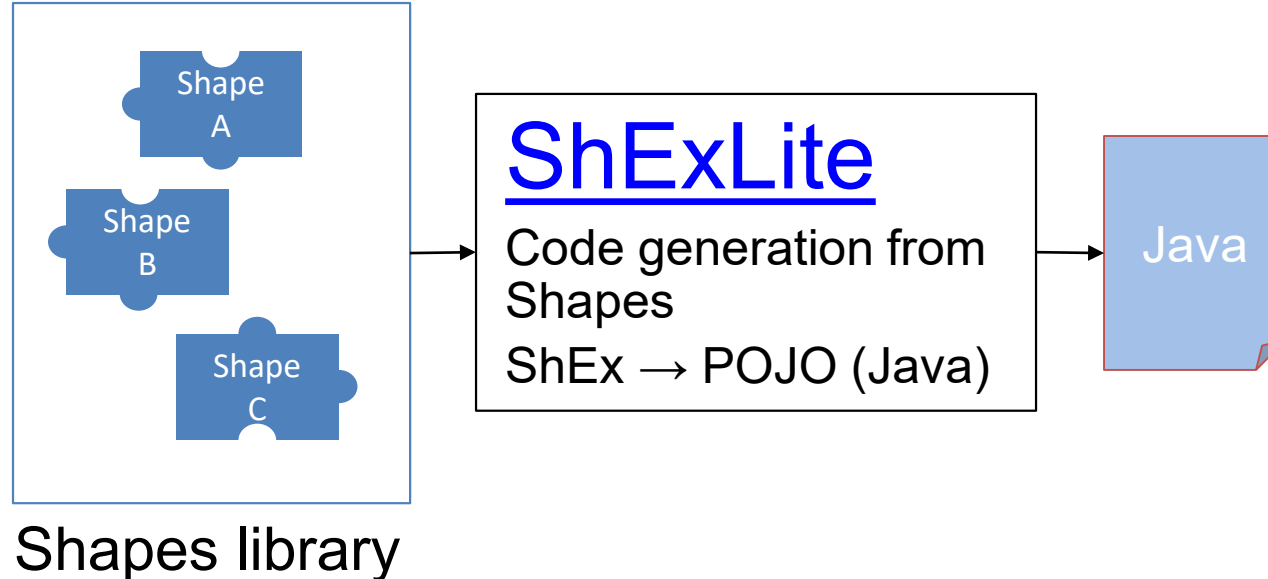 Shape
A
Shape
B
Shape
C
Shapes library
ShExLite
Code generation from
Shapes
ShEx → POJO (Java)
Java